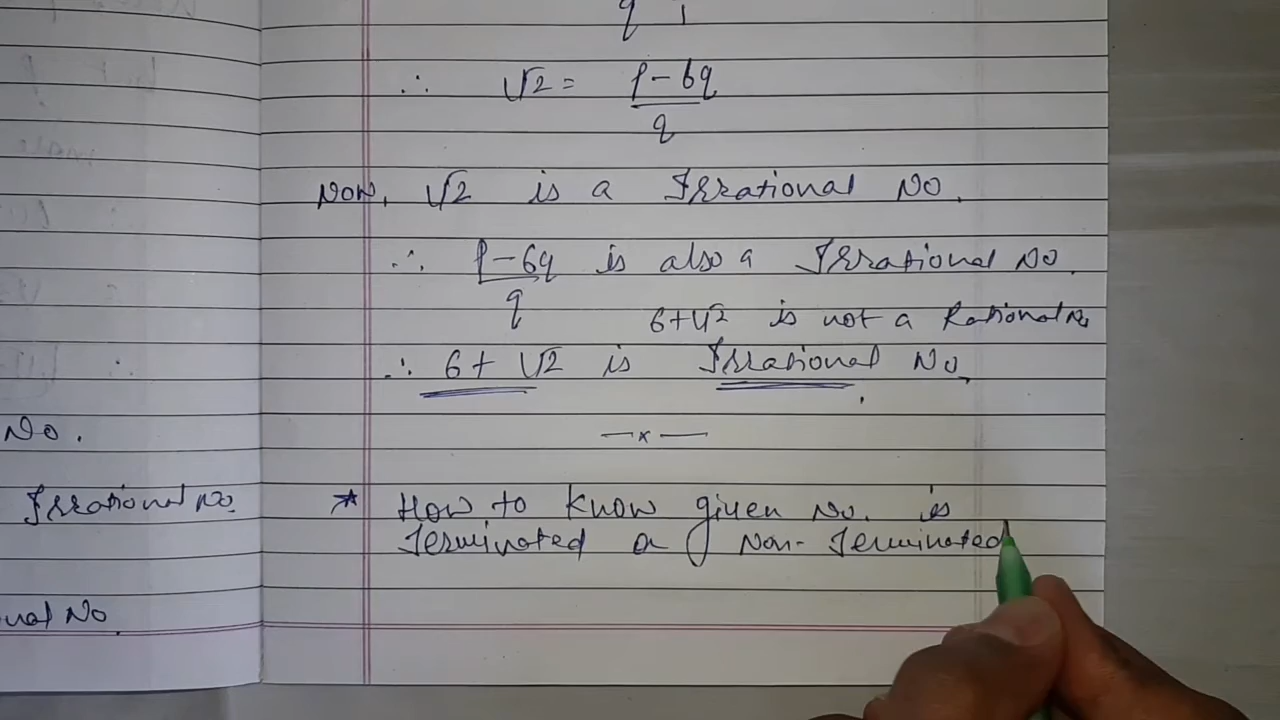 No.
Irrational No.
nal No.
q
∴ √2 = p-6q
q
Now, √2 is a Irrational No.
∴ p-6q is also a Irrational No.
q
6+√2 is not a Rational No
∴ 6+ √2 is Irrational No.
—x—
* How to know given No. is
Terminated or Non-Terminated